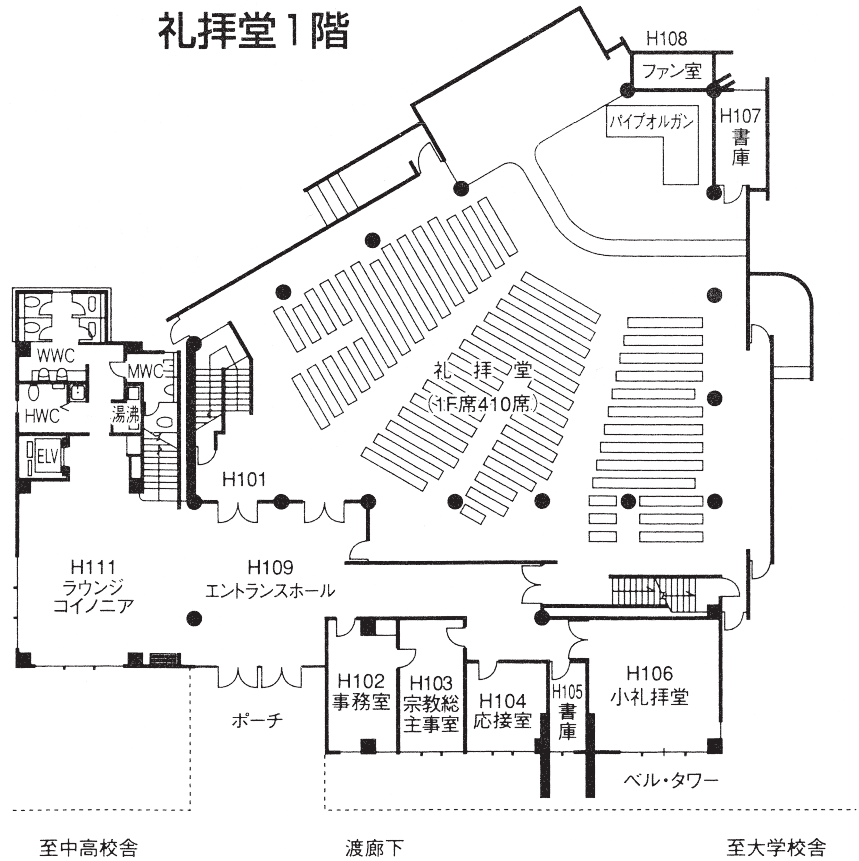 礼拝堂1階
H108
ファン室
パイプオルガン
H107
書庫
WWC
MWC
HWC
湯沸
ELV
礼拝堂
(1F席410席)
H101
H111
ラウンジ
コイノニア
H109
エントランスホール
H102
事務室
H103
宗教総
主事室
H104
応接室
H105
書庫
H106
小礼拝堂
ポーチ
ベル・タワー
至中高校舎
渡廊下
至大学校舎